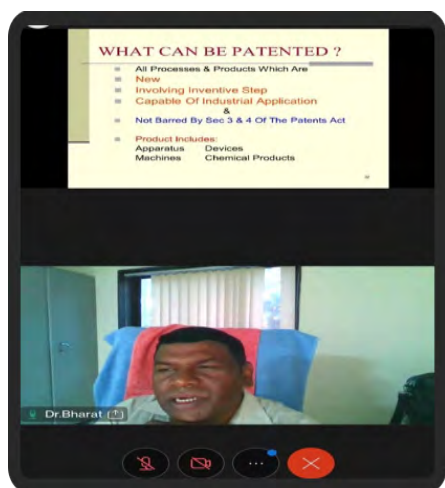 WHAT CAN BE PATENTED ?
All Processes & Products Which Are
New
Involving Inventive Step
Capable Of Industrial Application
&
Not Barred By Sec 3 & 4 Of The Patents Act
Product Includes:
Apparatus Devices
Machines Chemical Products
Dr.Bharat